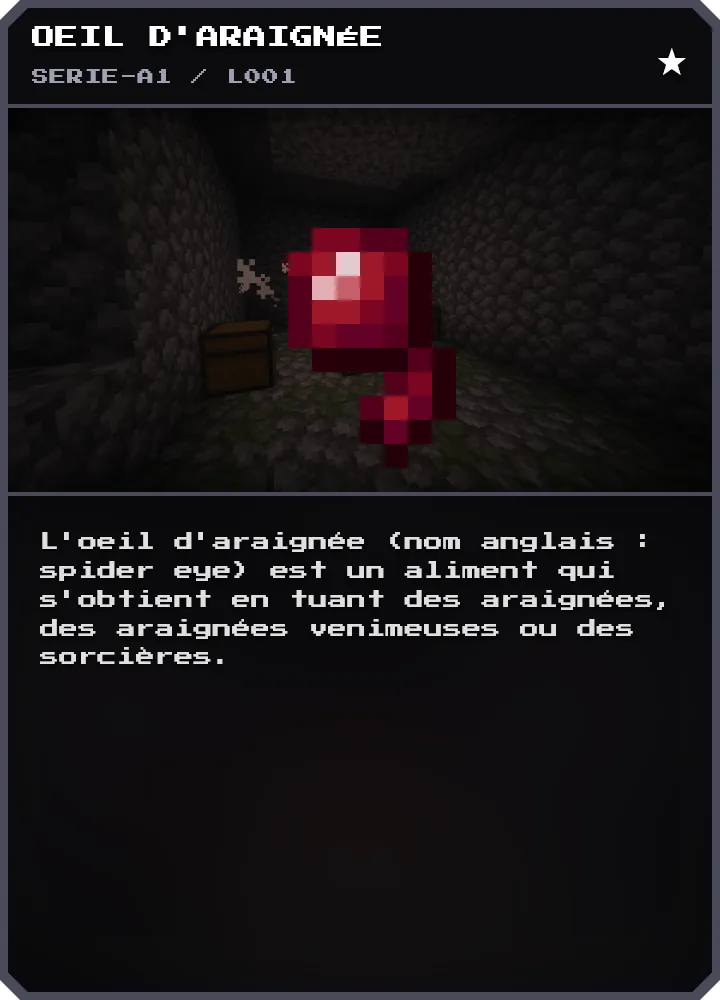 OEIL D'ARAIGNéE
SERIE-A1 / L001
★
L'oeil d'araignée (nom anglais :
spider eye) est un aliment qui
s'obtient en tuant des araignées,
des araignées venimeuses ou des
sorcières.